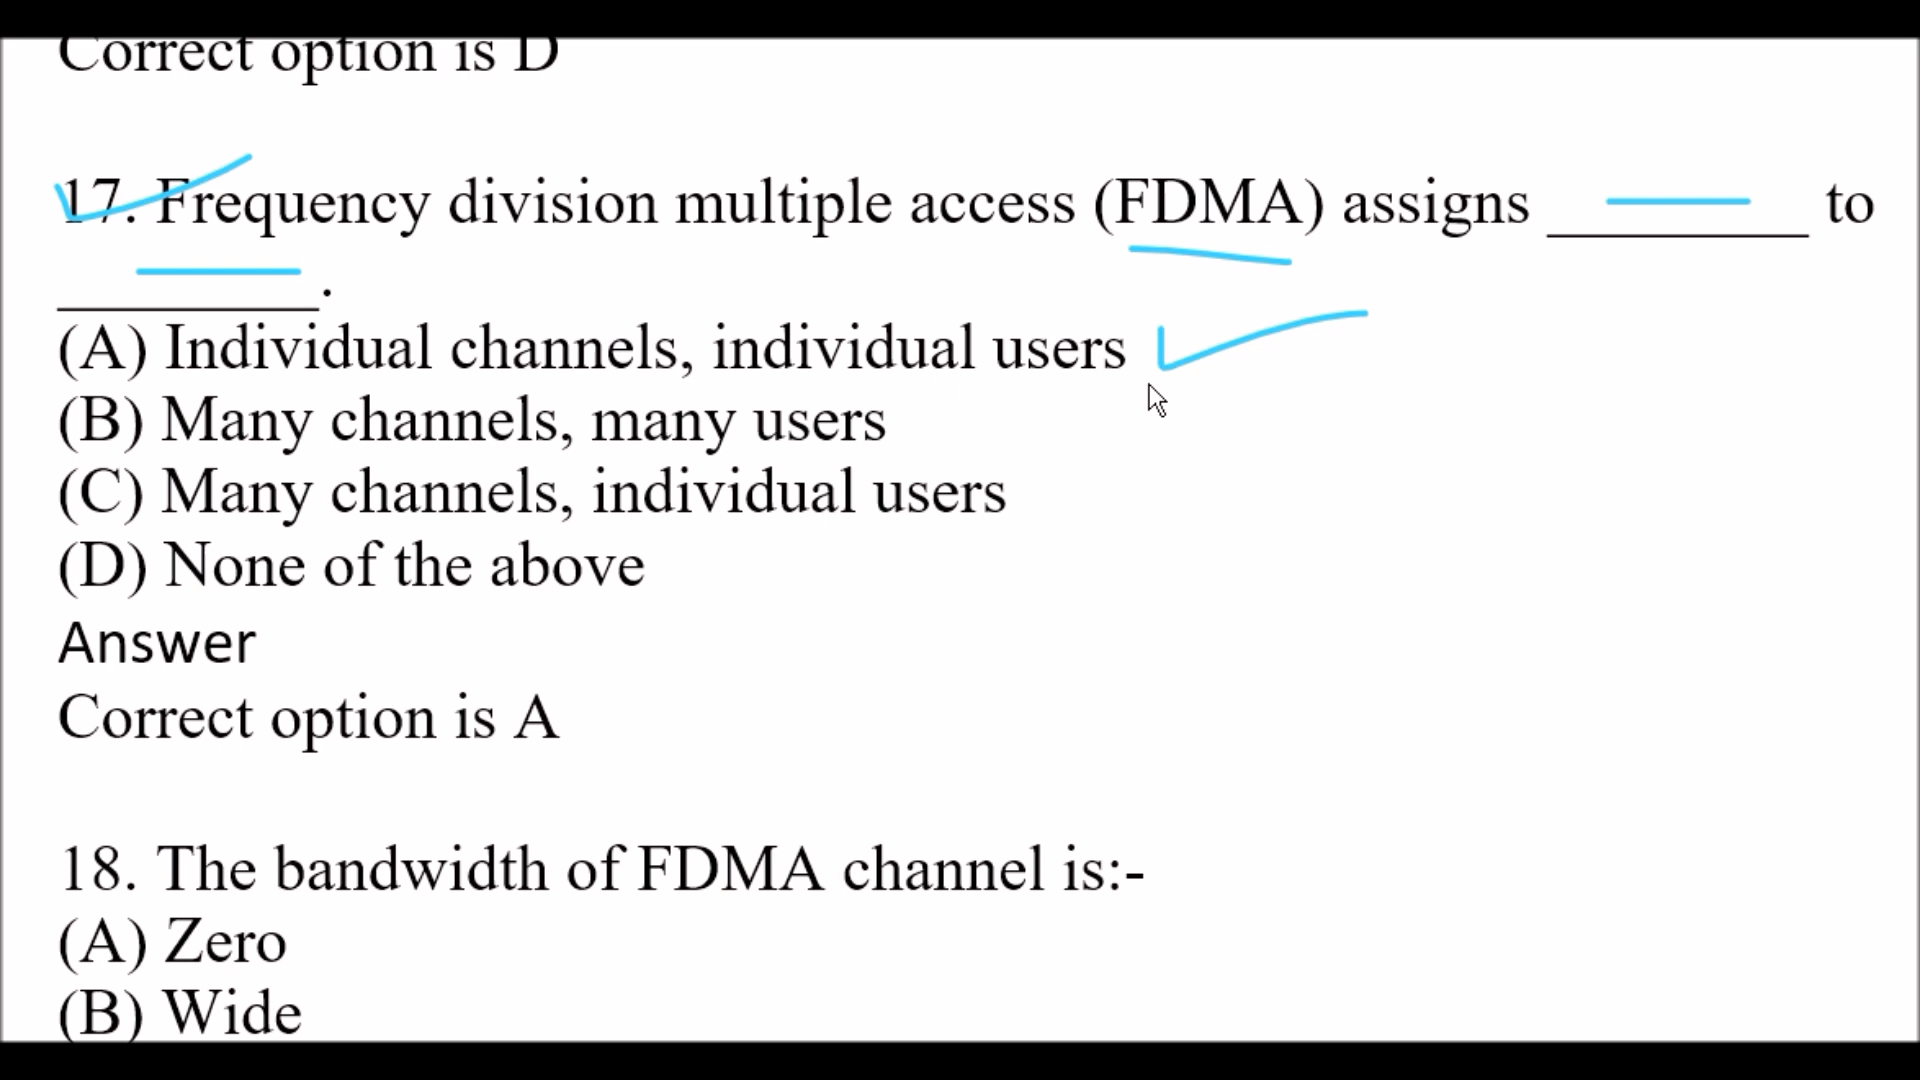 Correct option is D
17. Frequency division multiple access (FDMA) assigns _________ to
_________.
(A) Individual channels, individual users
(B) Many channels, many users
(C) Many channels, individual users
(D) None of the above
Answer
Correct option is A
18. The bandwidth of FDMA channel is:-
(A) Zero
(B) Wide